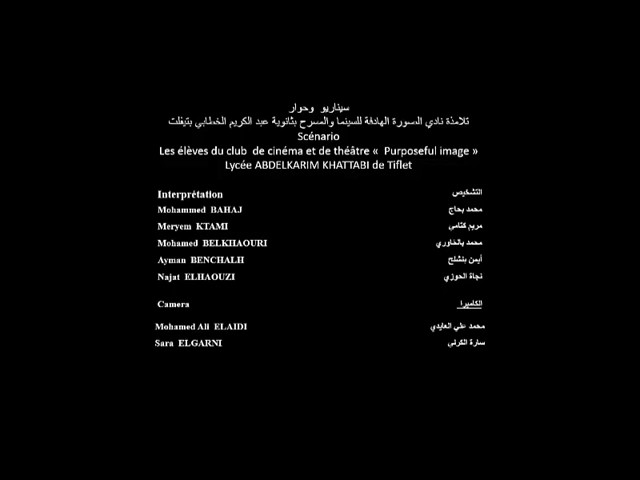 سيناريو وحوار
تلامذة نادي الصورة الهادفة للسينما والمسرح بثانوية عبد الكريم الخطابي بتيفلت
Scénario
Les élèves du club de cinéma et de théâtre « Purposeful image »
Lycée ABDELKARIM KHATTABI de Tiflet
Interprétation التشخيص
Mohammed BAHAJ محمد بحاج
Meryem KTAMI مريم كتامي
Mohamed BELKHAOURI محمد بالخاوري
Ayman BENCHALH أيمن بنشلح
Najat ELHAOUZI نجاة الحوزي
Camera الكاميرا
Mohamed Ali ELAIDI محمد علي العايدي
Sara ELGARNI سارة الكرني